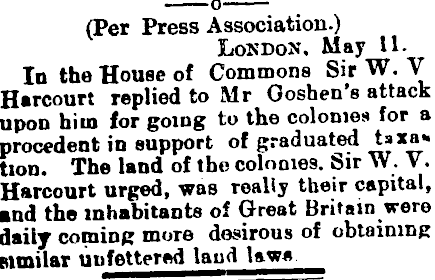 (Per Press Association.)
LONDON, May 11.
In the House of Commons Sir W. V
Harcourt replied to Mr Goshen's attack
upon him for going to the colonies for a
procedent in support of graduated taxa-
tion. The land of the colonies, Sir W. V.
Harcourt urged, was really their capital,
and the inhabitants of Great Britain were
daily coming more desirous of obtaining
similar unfettered land laws